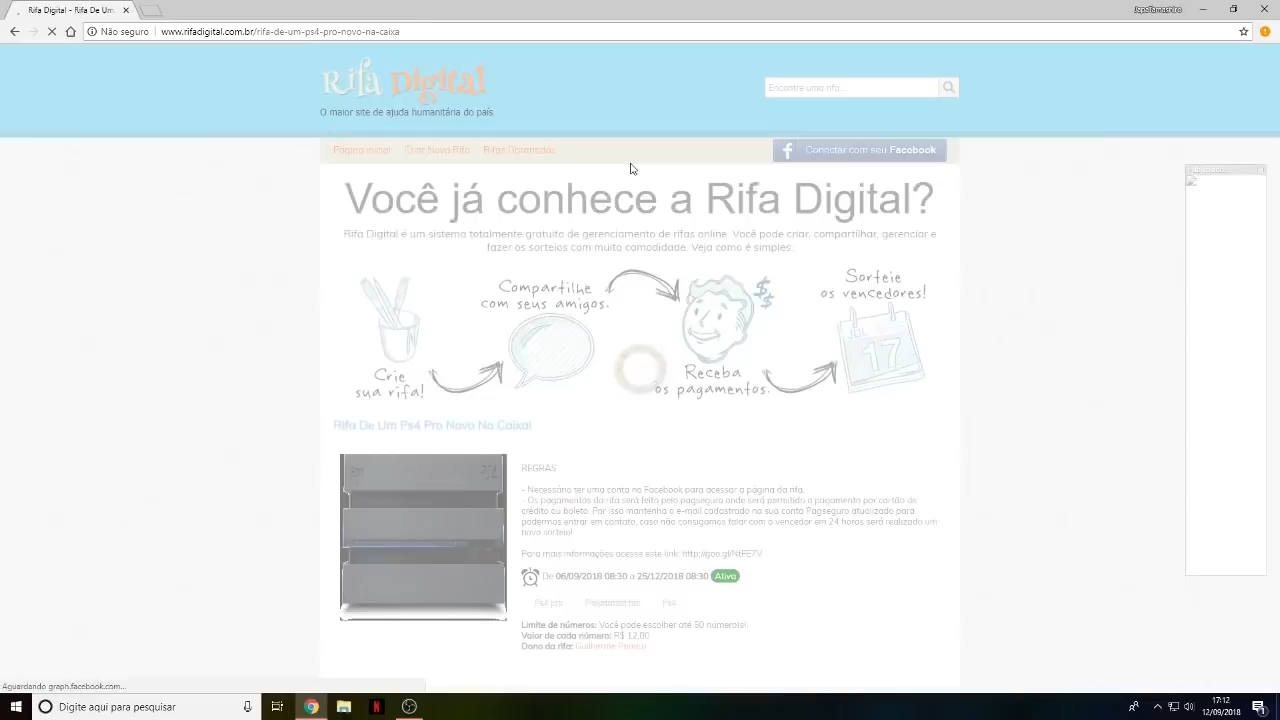 Rifa Digital - Rifa De Um
JapaTomashiro
Não seguro
www.rifadigital.com.br/rifa-de-um-ps4-pro-novo-na-caixa
Rifa Digital
O maior site de ajuda humanitária do país
Encontre uma rifa...
Página Inicial
Criar Nova Rifa
Conectar com seu Facebook
Você já conhece a Rifa Digital?
Rifa Digital é um sistema totalmente gratuito de gerenciamento de rifas online. Você pode criar, compartilhar, gerenciar e
fazer os sorteios com muita comodidade. Veja como é simples:
Crie
sua rifa!
Compartilhe
com seus amigos.
$$
Receba
os pagamentos.
Sorteie
os vencedores!
JUL
17
Rifa De Um Ps4 Pro Novo Na Caixa!
REGRAS
- Necessário ter uma conta no Facebook para acessar a página da rifa.
- Os pagamentos da rifa será feito pelo pagseguro onde será permitido o pagamento por cartão de
crédito ou boleto. Por isso mantenha o e-mail cadastrado na sua conta Pagseguro atualizado para
podermos entrar em contato, caso não consigamos falar com o vencedor em 24 horas será realizado um
novo sorteio!
Para mais informações acesse este link: http://goo.gl/NtFE7V
De 06/09/2018 08:30 a 25/12/2018 08:30 Ativa
Ps4 pro
Ps4
Limite de números: Você pode escolher até 50 número(s).
Valor de cada número: R$ 12,00
Dono da rifa: Guilherme
Aguardando graph.facebook.com...
Digite aqui para pesquisar
17:12
12/09/2018